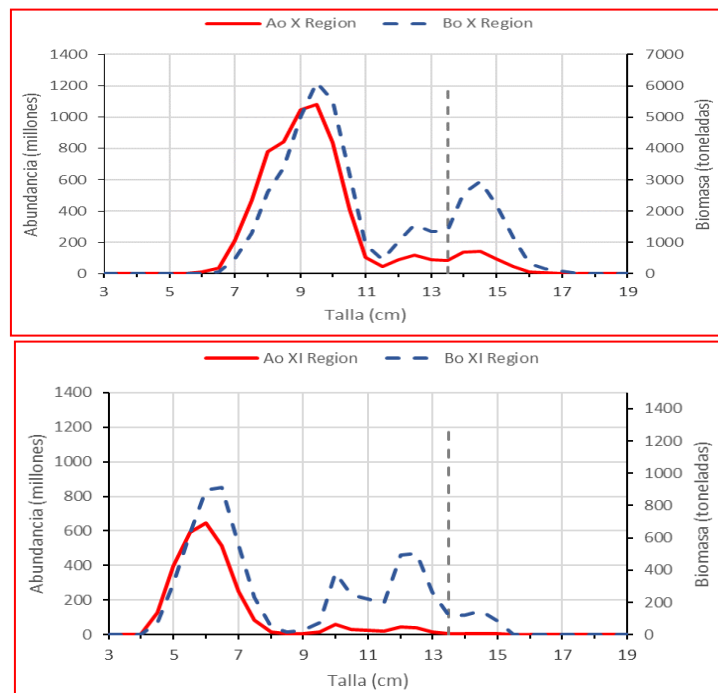 Ao X Region Bo X Region
1400 7000
1200 6000
1000 5000
800 4000
600 3000
400 2000
200 1000
0 0
3 5 7 9 11 13 15 17 19
Abundancia (millones)
Biomasa (toneladas)
Talla (cm)
Ao XI Region Bo XI Region
1400 1400
1200 1200
1000 1000
800 800
600 600
400 400
200 200
0 0
3 5 7 9 11 13 15 17 19
Abundancia (millones)
Biomasa (toneladas)
Talla (cm)